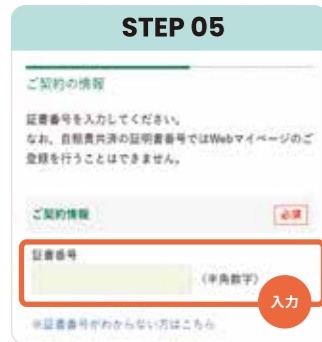 STEP 05
ご契約の情報
証書番号を入力してください。
なお、自賠責共済の証明書番号ではWebマイページのご
登録を行うことはできません。
ご契約情報
必須
証書番号
(半角数字)
入力
※証書番号がわからない方はこちら